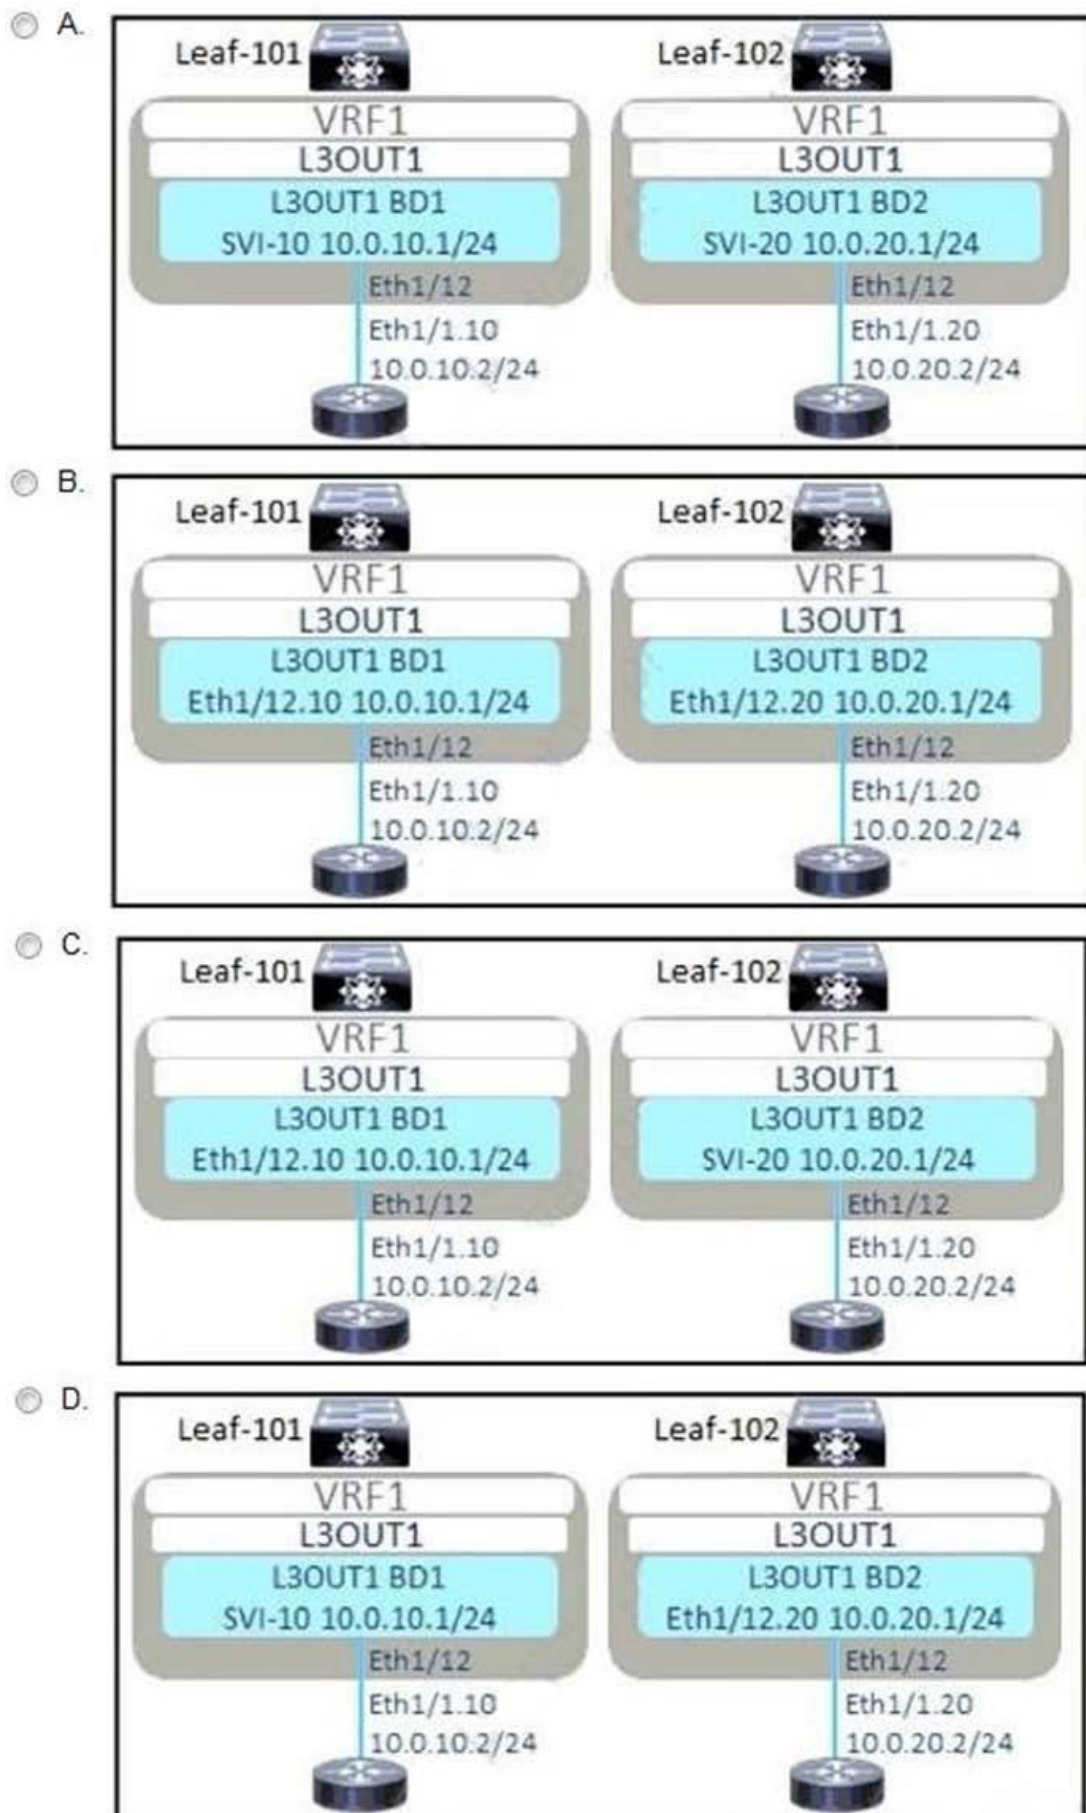 A.
Leaf-101
Leaf-102
VRF1
VRF1
L3OUT1
L3OUT1
L3OUT1 BD1
L3OUT1 BD2
SVI-10 10.0.10.1/24
SVI-20 10.0.20.1/24
Eth1/12
Eth1/12
Eth1/1.10
Eth1/1.20
10.0.10.2/24
10.0.20.2/24
B.
Leaf-101
Leaf-102
VRF1
VRF1
L3OUT1
L3OUT1
L3OUT1 BD1
L3OUT1 BD2
Eth1/12.10 10.0.10.1/24
Eth1/12.20 10.0.20.1/24
Eth1/12
Eth1/12
Eth1/1.10
Eth1/1.20
10.0.10.2/24
10.0.20.2/24
C.
Leaf-101
Leaf-102
VRF1
VRF1
L3OUT1
L3OUT1
L3OUT1 BD1
L3OUT1 BD2
Eth1/12.10 10.0.10.1/24
SVI-20 10.0.20.1/24
Eth1/12
Eth1/12
Eth1/1.10
Eth1/1.20
10.0.10.2/24
10.0.20.2/24
D.
Leaf-101
Leaf-102
VRF1
VRF1
L3OUT1
L3OUT1
L3OUT1 BD1
L3OUT1 BD2
SVI-10 10.0.10.1/24
Eth1/12.20 10.0.20.1/24
Eth1/12
Eth1/12
Eth1/1.10
Eth1/1.20
10.0.10.2/24
10.0.20.2/24